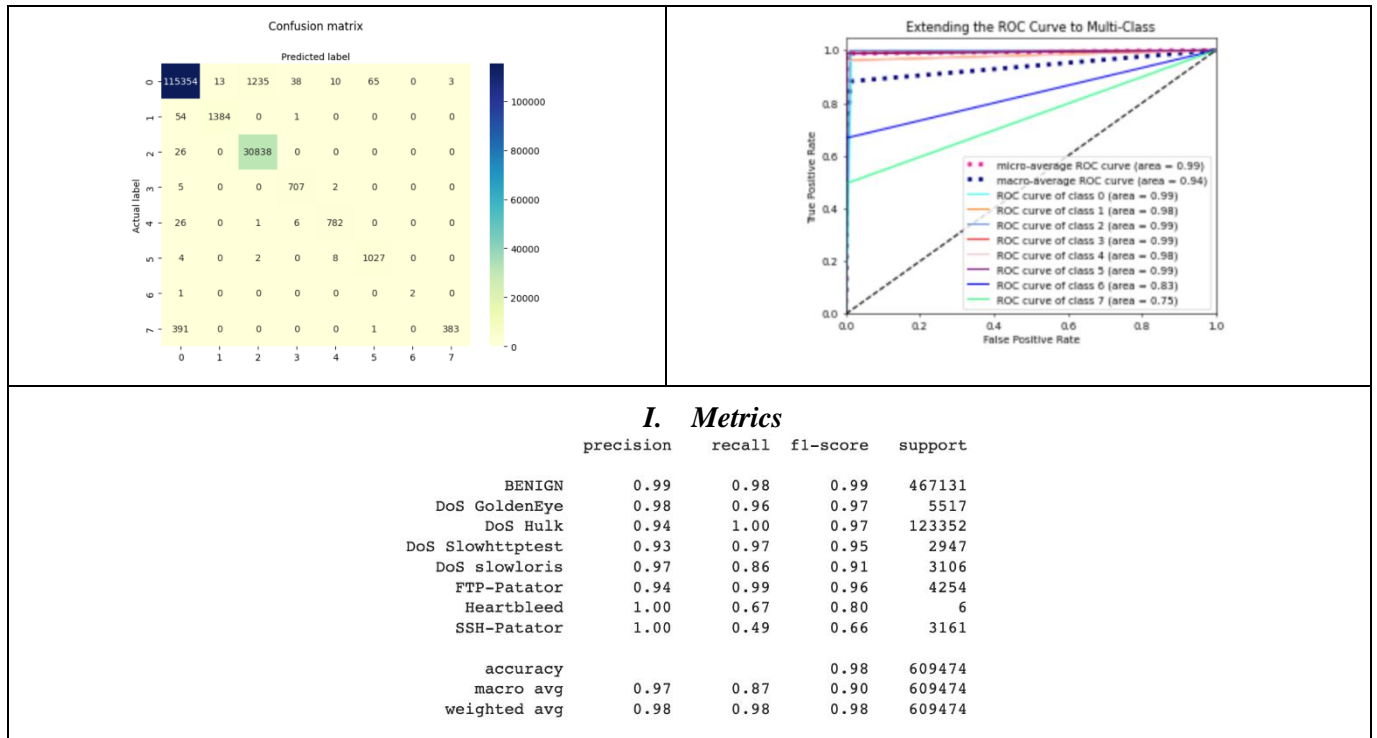 Confusion matrix
Predicted label
0 115354 13 1235 38 10 65 0 3
1 54 1384 0 1 0 0 0 0
2 26 0 30838 0 0 0 0 0
3 5 0 0 707 2 0 0 0
4 26 0 1 6 782 0 0 0
5 4 0 2 0 8 1027 0 0
6 1 0 0 0 0 0 2 0
7 391 0 0 0 0 1 0 383
0 1 2 3 4 5 6 7
Actual label
100000
80000
60000
40000
20000
0
Extending the ROC Curve to Multi-Class
1.0
0.8
0.6
0.4
0.2
0.0
True Positive Rate
micro-average ROC curve (area = 0.99)
macro-average ROC curve (area = 0.94)
ROC curve of class 0 (area = 0.99)
ROC curve of class 1 (area = 0.98)
ROC curve of class 2 (area = 0.99)
ROC curve of class 3 (area = 0.99)
ROC curve of class 4 (area = 0.98)
ROC curve of class 5 (area = 0.99)
ROC curve of class 6 (area = 0.83)
ROC curve of class 7 (area = 0.75)
0.0 0.2 0.4 0.6 0.8 1.0
False Positive Rate
I. Metrics
precision recall f1-score support
BENIGN 0.99 0.98 0.99 467131
DoS GoldenEye 0.98 0.96 0.97 5517
DoS Hulk 0.94 1.00 0.97 123352
DoS Slowhttptest 0.93 0.97 0.95 2947
DoS slowloris 0.97 0.86 0.91 3106
FTP-Patator 0.94 0.99 0.96 4254
Heartbleed 1.00 0.67 0.80 6
SSH-Patator 1.00 0.49 0.66 3161
accuracy 0.98 609474
macro avg 0.97 0.87 0.90 609474
weighted avg 0.98 0.98 0.98 609474